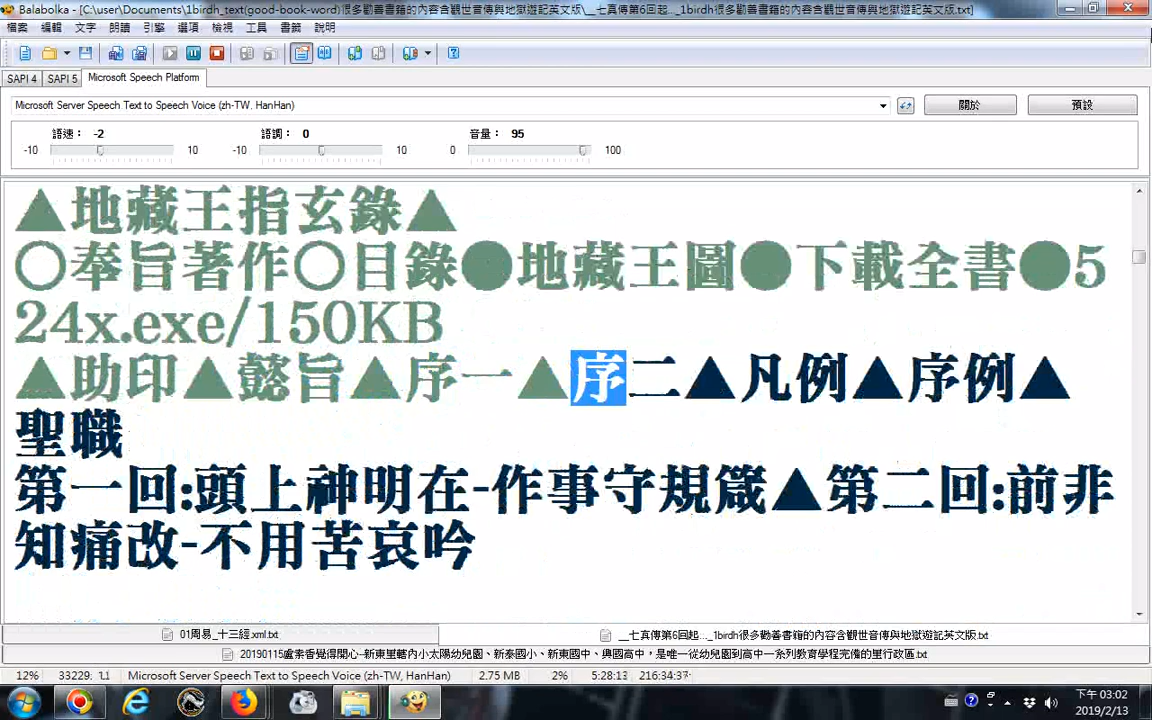 Balabolka - [C:\user\Documents\1birdh_text(good-book-word)很多勸善書籍的內容含觀世音傳與地獄遊記英文版\__七真傳第6回起..._1birdh很多勸善書籍的內容含觀世音傳與地獄遊記英文版.txt]
檔案 編輯 文字 朗讀 引擎 選項 檢視 工具 書籤 說明
SAPI 4 SAPI 5 Microsoft Speech Platform
Microsoft Server Speech Text to Speech Voice (zh-TW, HanHan) 關於 預設
語速： -2 語調： 0 音量： 95
-10 10 -10 10 0 100
▲地藏王指玄錄▲
○奉旨著作○目錄●地藏王圖●下載全書●5
24x.exe/150KB
▲助印▲懿旨▲序一▲序二▲凡例▲序例▲
聖職
第一回:頭上神明在-作事守規箴▲第二回:前非
知痛改-不用苦哀吟
01周易_十三經.xml.txt __七真傳第6回起..._1birdh很多勸善書籍的內容含觀世音傳與地獄遊記英文版.txt
20190115盧素香覺得開心-新東里轄內小太陽幼兒園、新泰國小、新東國中、興國高中，是唯一從幼兒園到高中一系列教育學程完備的里行政區.txt
12% 33229: 11 Microsoft Server Speech Text to Speech Voice (zh-TW, HanHan) 2.75 MB 2% 5:28:13 216:34:37
下午 03:02
2019/2/13